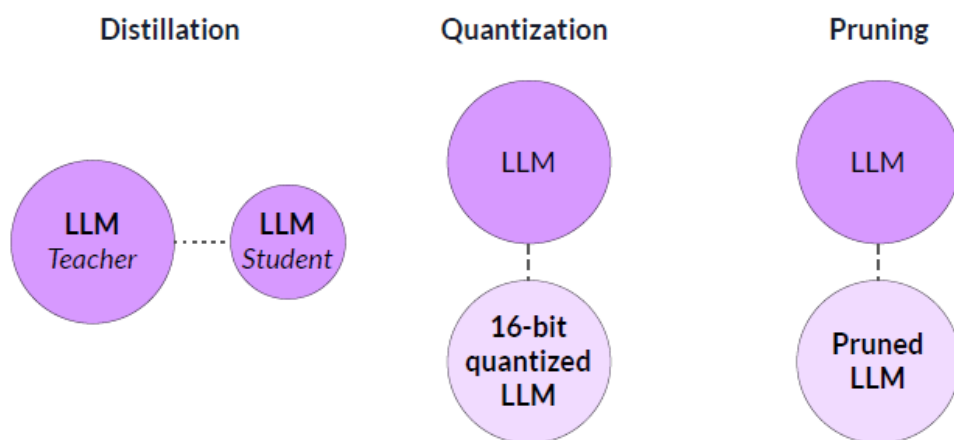 Distillation
Quantization
Pruning
LLM
Teacher
LLM
Student
LLM
16-bit
quantized
LLM
LLM
Pruned
LLM